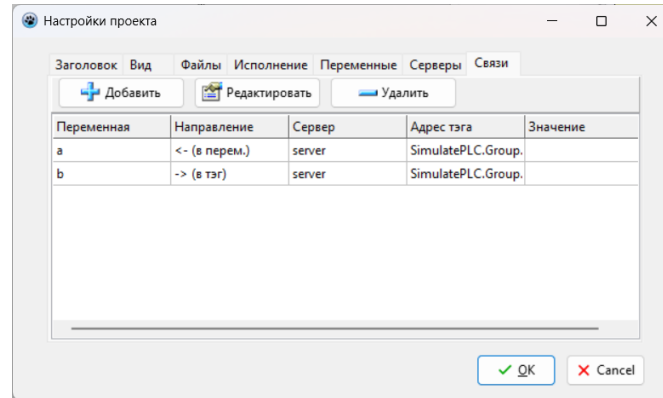 Настройки проекта
Заголовок Вид Файлы Исполнение Переменные Серверы Связи
Добавить Редактировать Удалить
Переменная Направление Сервер Адрес тэга Значение
a <- (в перем.) server SimulatePLC.Group.
b -> (в тэг) server SimulatePLC.Group.
OK Cancel